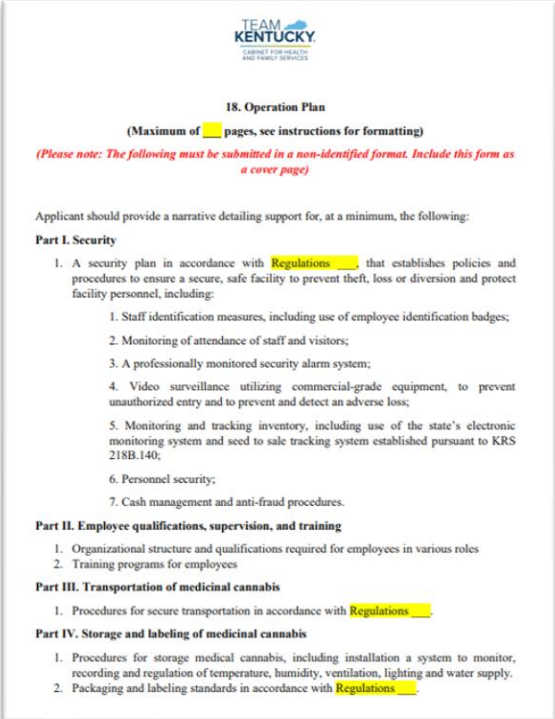 TEAM
KENTUCKY.
CABINET FOR HEALTH
AND FAMILY SERVICES
18. Operation Plan
(Maximum of ___ pages, see instructions for formatting)
(Please note: The following must be submitted in a non-identified format. Include this form as
a cover page)
Applicant should provide a narrative detailing support for, at a minimum, the following:
Part I. Security
1. A security plan in accordance with Regulations ___, that establishes policies and
procedures to ensure a secure, safe facility to prevent theft, loss or diversion and protect
facility personnel, including:
1. Staff identification measures, including use of employee identification badges;
2. Monitoring of attendance of staff and visitors;
3. A professionally monitored security alarm system;
4. Video surveillance utilizing commercial-grade equipment, to prevent
unauthorized entry and to prevent and detect an adverse loss;
5. Monitoring and tracking inventory, including use of the state's electronic
monitoring system and seed to sale tracking system established pursuant to KRS
218B.140;
6. Personnel security;
7. Cash management and anti-fraud procedures.
Part II. Employee qualifications, supervision, and training
1. Organizational structure and qualifications required for employees in various roles
2. Training programs for employees
Part III. Transportation of medicinal cannabis
1. Procedures for secure transportation in accordance with Regulations ___.
Part IV. Storage and labeling of medicinal cannabis
1. Procedures for storage medical cannabis, including installation a system to monitor,
recording and regulation of temperature, humidity, ventilation, lighting and water supply.
2. Packaging and labeling standards in accordance with Regulations ___.